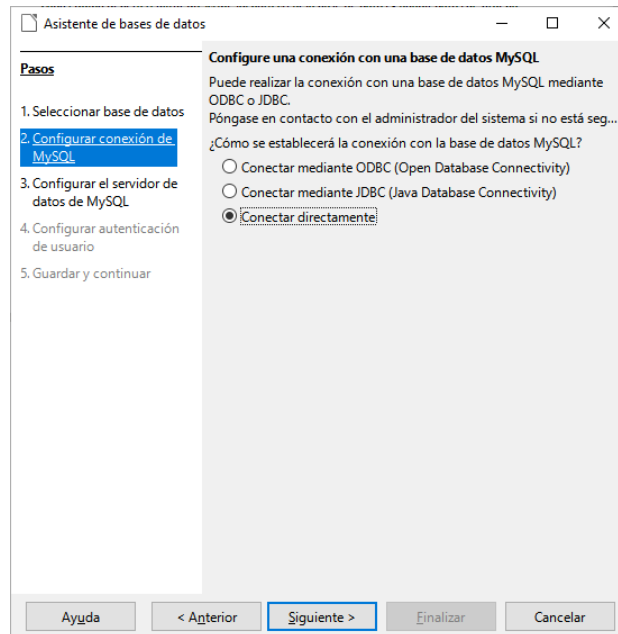 Asistente de bases de datos
Pasos
1. Seleccionar base de datos
2. Configurar conexión de
MySQL
3. Configurar el servidor de
datos de MySQL
4. Configurar autenticación
de usuario
5. Guardar y continuar
Configure una conexión con una base de datos MySQL
Puede realizar la conexión con una base de datos MySQL mediante
ODBC o JDBC.
Póngase en contacto con el administrador del sistema si no está seg...
¿Cómo se establecerá la conexión con la base de datos MySQL?
Conectar mediante ODBC (Open Database Connectivity)
Conectar mediante JDBC (Java Database Connectivity)
Conectar directamente
Ayuda
< Anterior
Siguiente >
Finalizar
Cancelar